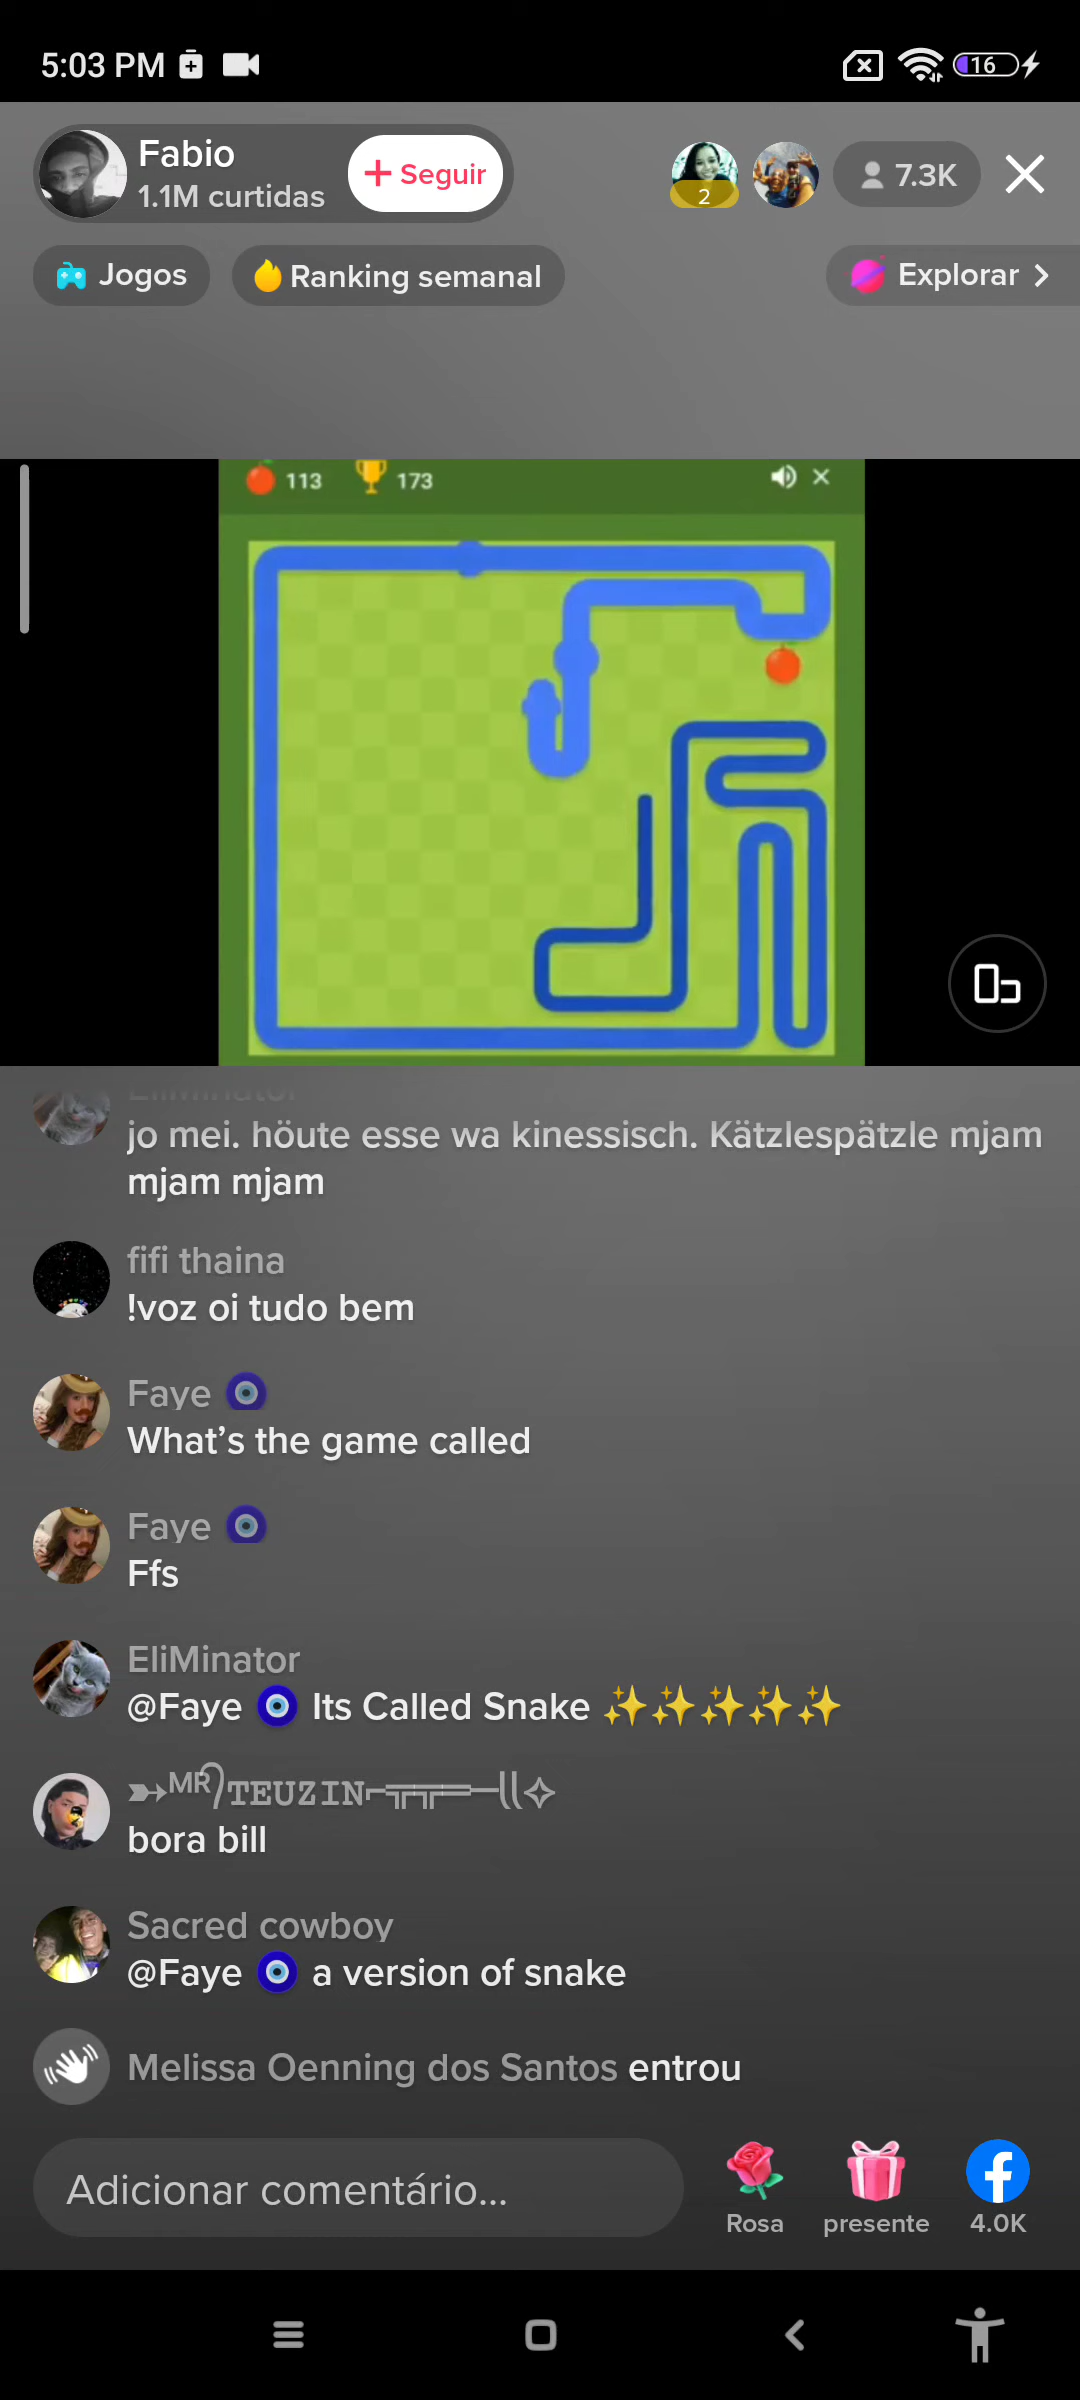 5:03 PM
16
Fabio
1.1M curtidas
+ Seguir
2
7.3K
Jogos
Ranking semanal
Explorar >
113
173
EliMinator
jo mei. höute esse wa kinessisch. Kätzlespätzle mjam
mjam mjam
fifi thaina
!voz oi tudo bem
Faye 🧿
What's the game called
Faye 🧿
Ffs
EliMinator
@Faye 🧿 Its Called Snake ✨✨✨✨✨
➵ᴹᴿ᭄TEUZIN╾━╤╤═─⎩⎩✧
bora bill
Sacred cowboy
@Faye 🧿 a version of snake
Melissa Oenning dos Santos entrou
Adicionar comentário...
Rosa
presente
4.0K